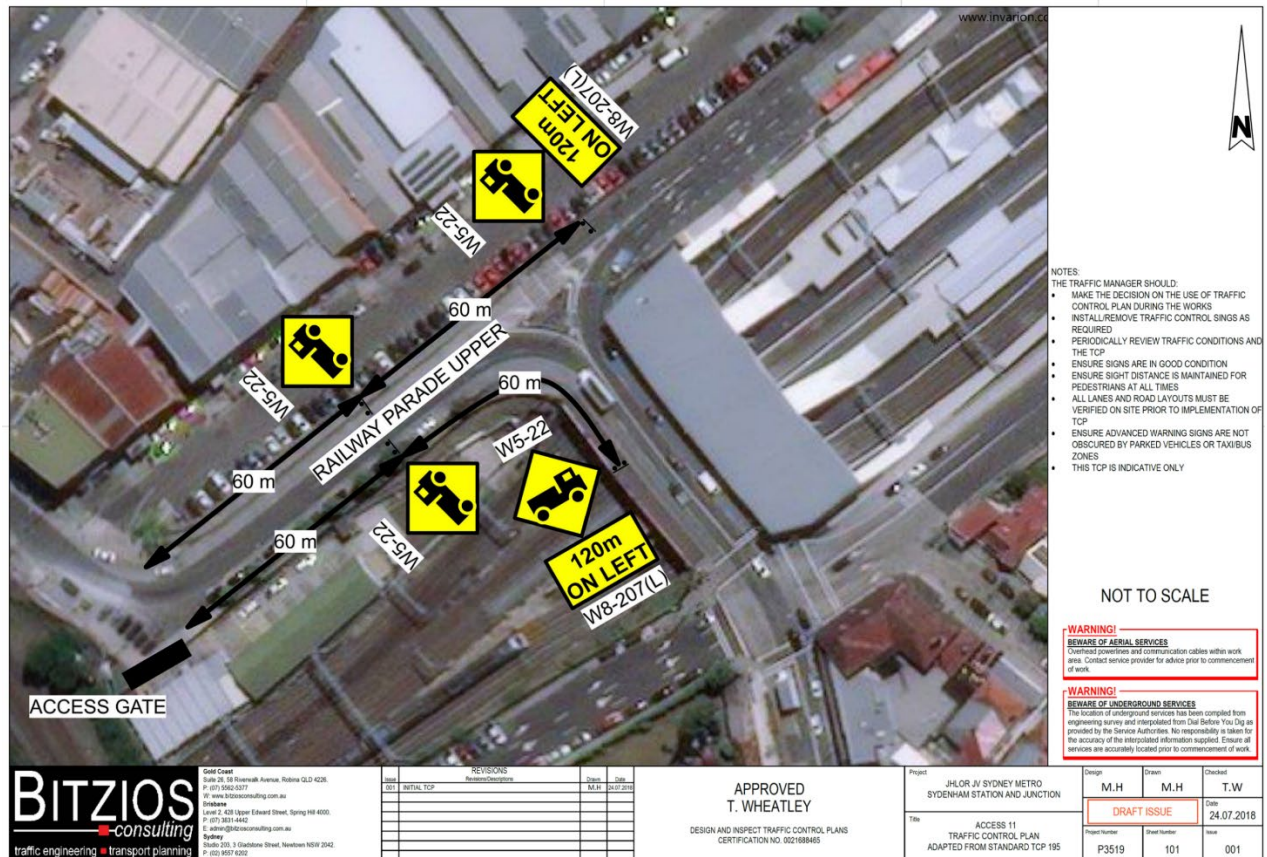 www.invarion.co
W8-207(L)
120m
ON LEFT
W5-22
60 m
W5-22
RAILWAY PARADE UPPER
60 m
W5-22
60 m
60 m
W5-22
120m
ON LEFT
W8-207(L)
ACCESS GATE
N
NOTES:
THE TRAFFIC MANAGER SHOULD:
• MAKE THE DECISION ON THE USE OF TRAFFIC
CONTROL PLAN DURING THE WORKS
• INSTALL/REMOVE TRAFFIC CONTROL SINGS AS
REQUIRED
• PERIODICALLY REVIEW TRAFFIC CONDITIONS AND
THE TCP
• ENSURE SIGNS ARE IN GOOD CONDITION
• ENSURE SIGHT DISTANCE IS MAINTAINED FOR
PEDESTRIANS AT ALL TIMES
• ALL LANES AND ROAD LAYOUTS MUST BE
VERIFIED ON SITE PRIOR TO IMPLEMENTATION OF
TCP
• ENSURE ADVANCED WARNING SIGNS ARE NOT
OBSCURED BY PARKED VEHICLES OR TAXI/BUS
ZONES
• THIS TCP IS INDICATIVE ONLY
NOT TO SCALE
WARNING!
BEWARE OF AERIAL SERVICES
Overhead powerlines and communication cables within work
area. Contact service provider for advice prior to commencement
of work.
WARNING!
BEWARE OF UNDERGROUND SERVICES
The location of underground services has been compiled from
engineering survey and interpolated from Dial Before You Dig as
provided by the Service Authorities. No responsibility is taken for
the accuracy of the interpolated information supplied. Ensure all
services are accurately located prior to commencement of work.
BITZIOS
consulting
traffic engineering transport planning
Gold Coast
Suite 26, 58 Riverwalk Avenue, Robina QLD 4226.
P: (07) 5562-5377
W: www.bitziosconsulting.com.au
Brisbane
Level 2, 428 Upper Edward Street, Spring Hill 4000.
P: (07) 3831-4442
E: admin@bitziosconsulting.com.au
Sydney
Studio 203, 3 Gladstone Street, Newtown NSW 2042.
P: (02) 9557 6202
REVISIONS
Issue Revisions/Descriptions Drawn Date
001 INITIAL TCP M.H 24.07.2018
APPROVED
T. WHEATLEY
DESIGN AND INSPECT TRAFFIC CONTROL PLANS
CERTIFICATION NO. 0021688465
Project
JHLOR JV SYDNEY METRO
SYDENHAM STATION AND JUNCTION
Title
ACCESS 11
TRAFFIC CONTROL PLAN
ADAPTED FROM STANDARD TCP 195
Design Drawn Checked
M.H M.H T.W
DRAFT ISSUE
Date
24.07.2018
Project Number Sheet Number Issue
P3519 101 001